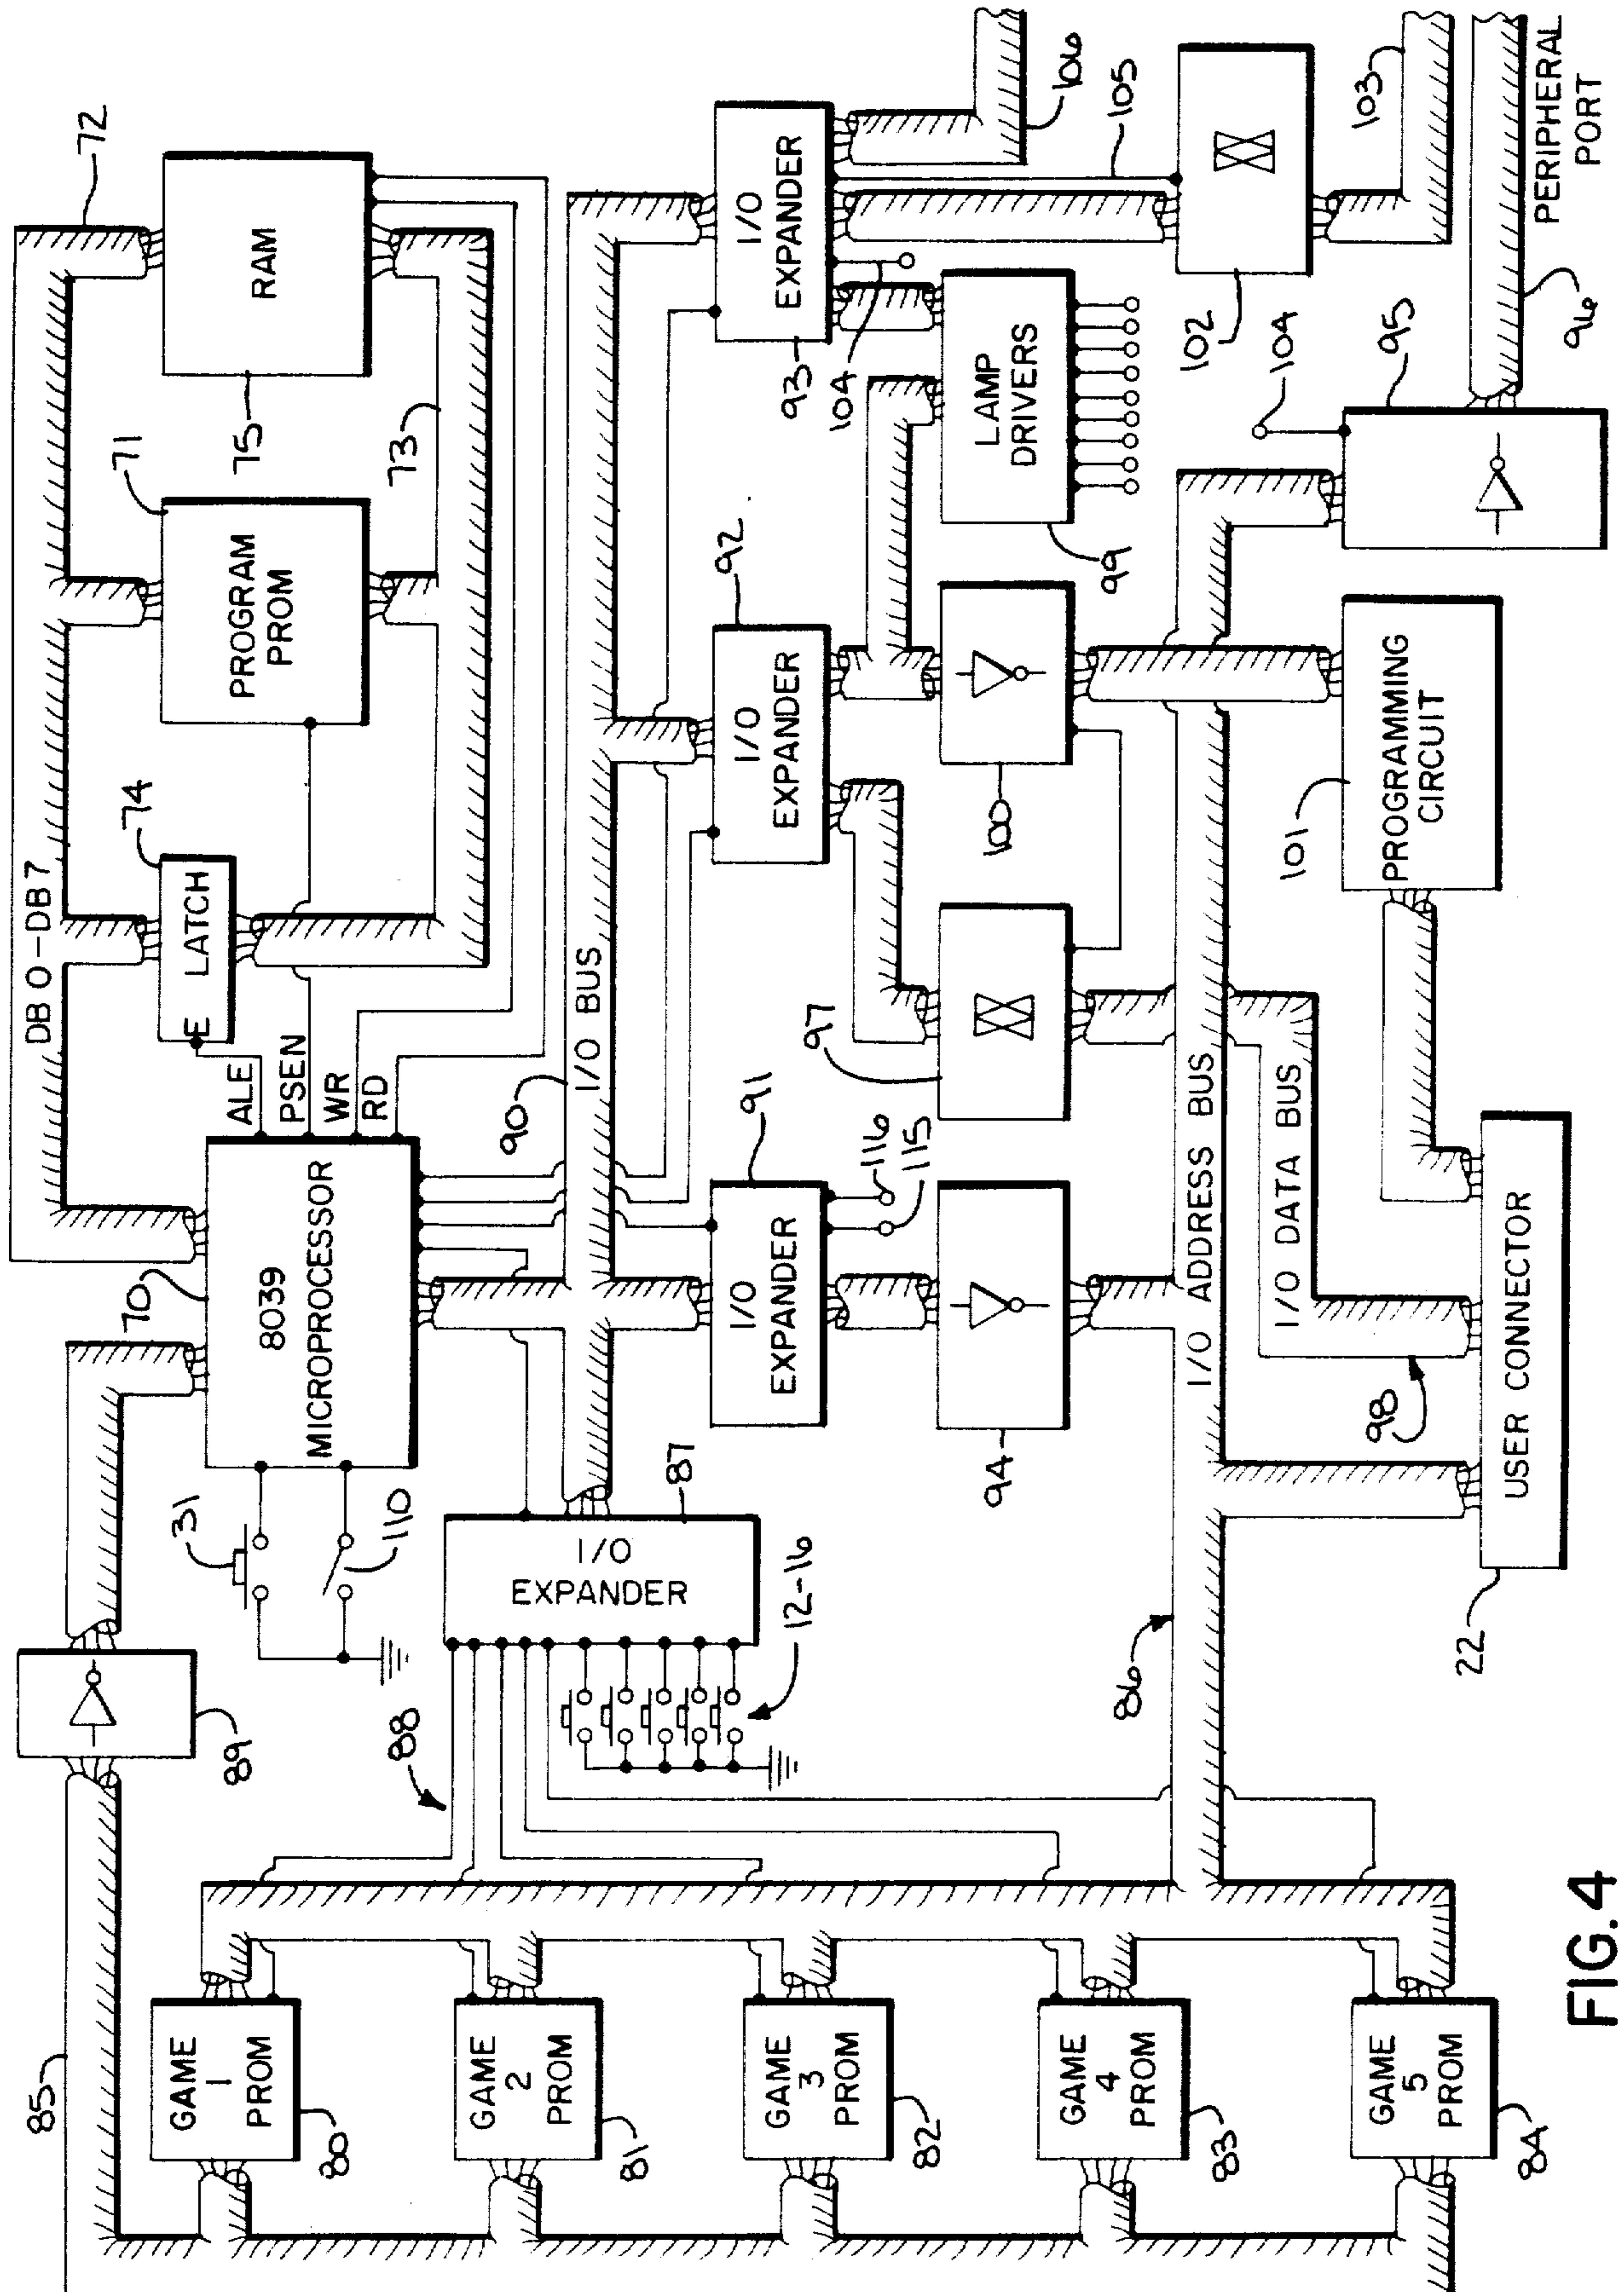 85
89
31
110
70
8039
MICROPROCESSOR
ALE
PSEN
WR
RD
DB 0 – DB 7
E LATCH
74
PROGRAM
PROM
71
RAM
75
72
73
GAME
1
PROM
80
GAME
2
PROM
81
GAME
3
PROM
82
GAME
4
PROM
83
GAME
5
PROM
84
88
I/O
EXPANDER
87
12-16
90
I/O BUS
I/O
EXPANDER
91
116
115
I/O
EXPANDER
92
I/O
EXPANDER
93
104
106
105
94
97
100
LAMP
DRIVERS
99
102
103
86
I/O ADDRESS BUS
I/O DATA BUS
98
104
95
96
PERIPHERAL
PORT
101
PROGRAMMING
CIRCUIT
USER CONNECTOR
22
FIG. 4